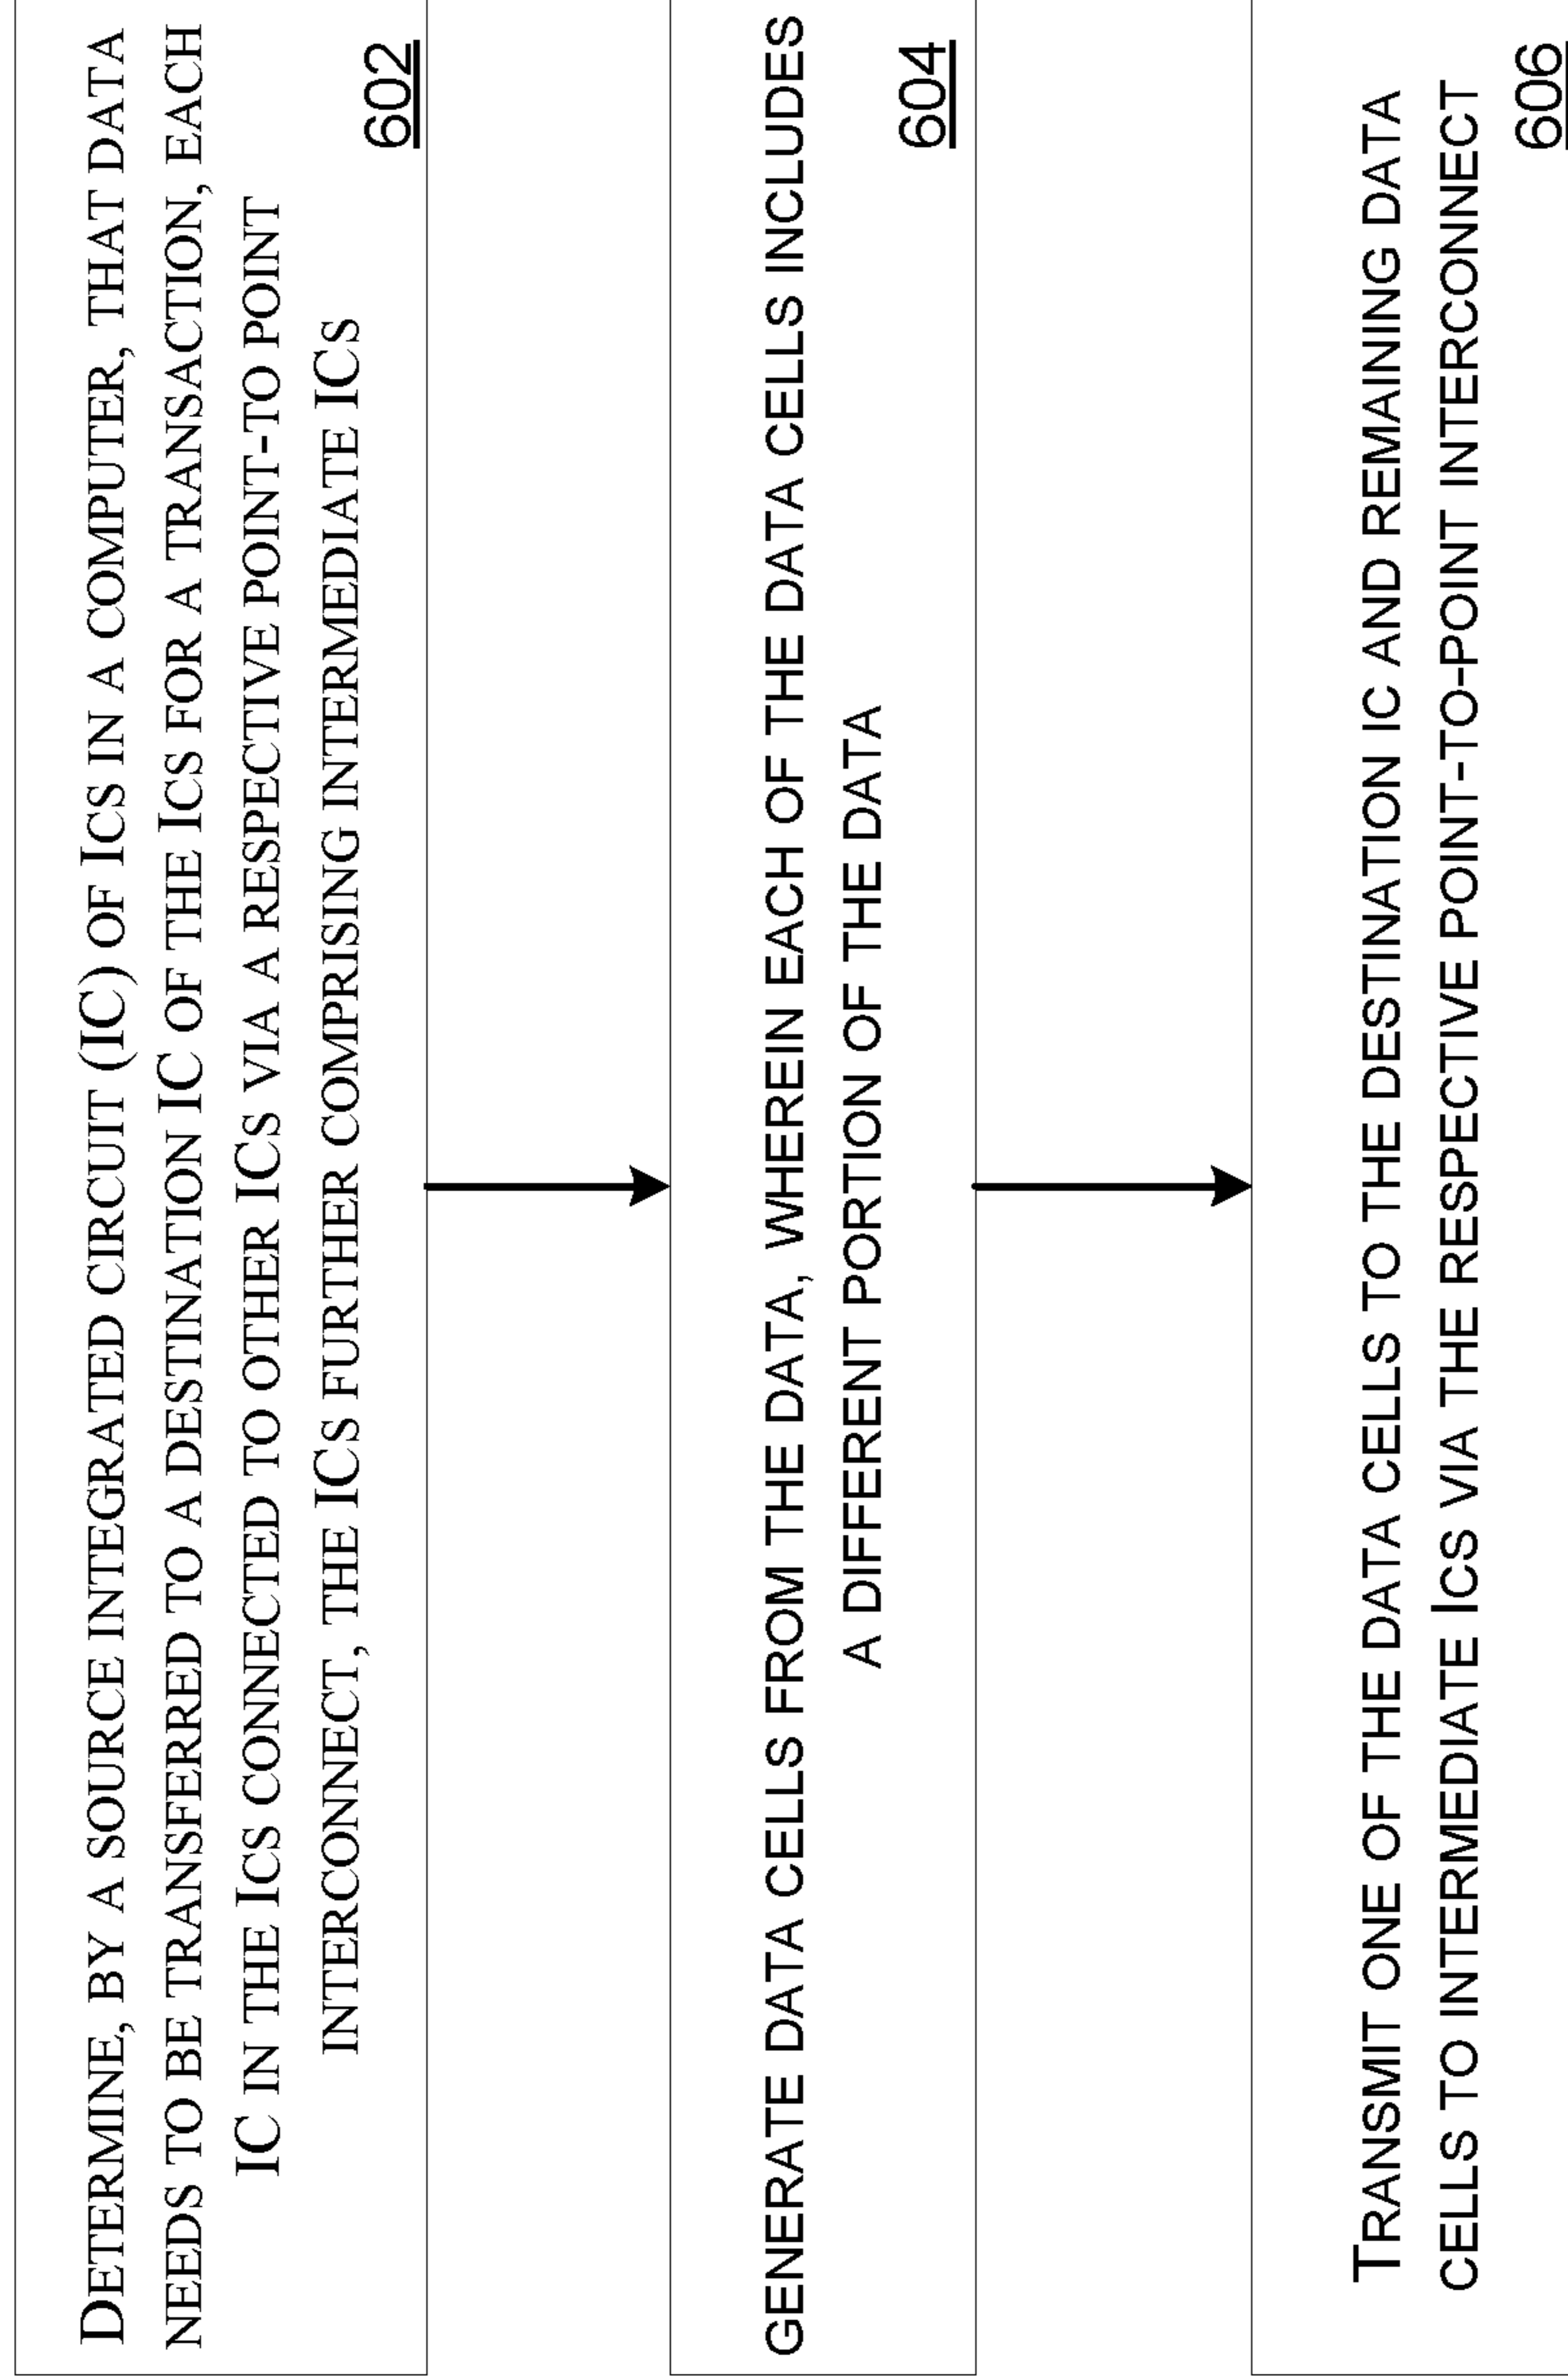 DETERMINE, BY A SOURCE INTEGRATED CIRCUIT (IC) OF ICS IN A COMPUTER, THAT DATA
NEEDS TO BE TRANSFERRED TO A DESTINATION IC OF THE ICS FOR A TRANSACTION, EACH
IC IN THE ICS CONNECTED TO OTHER ICS VIA A RESPECTIVE POINT-TO POINT
INTERCONNECT, THE ICS FURTHER COMPRISING INTERMEDIATE ICS
602
GENERATE DATA CELLS FROM THE DATA, WHEREIN EACH OF THE DATA CELLS INCLUDES
A DIFFERENT PORTION OF THE DATA
604
TRANSMIT ONE OF THE DATA CELLS TO THE DESTINATION IC AND REMAINING DATA
CELLS TO INTERMEDIATE ICS VIA THE RESPECTIVE POINT-TO-POINT INTERCONNECT
606